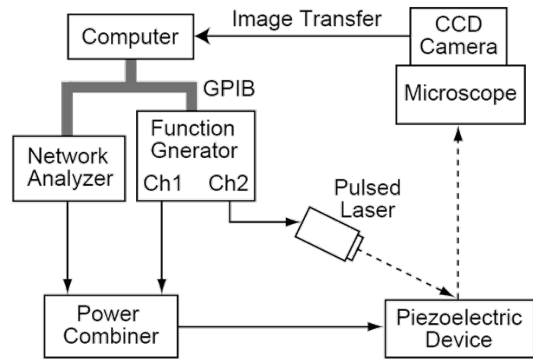 Image Transfer
CCD
Camera
Computer
Microscope
GPIB
Function
Gnerator
Ch1 Ch2
Network
Analyzer
Pulsed
Laser
Power
Combiner
Piezoelectric
Device